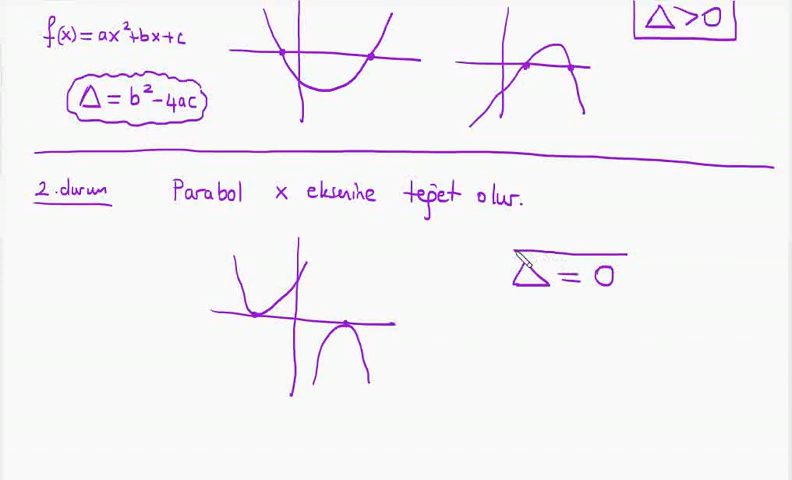 f(x) = ax²+bx+c
Δ > 0
Δ = b² - 4ac
2. durum Parabol x eksenine teğet olur.
Δ = 0